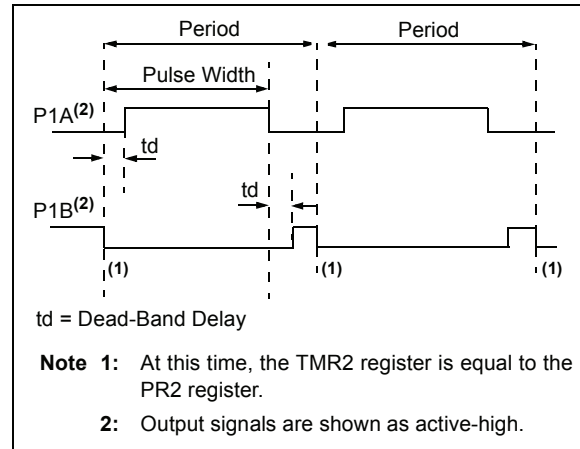 Period Period
Pulse Width
P1A(2)
td
td
P1B(2)
(1) (1) (1)
td = Dead-Band Delay
Note 1: At this time, the TMR2 register is equal to the
PR2 register.
2: Output signals are shown as active-high.